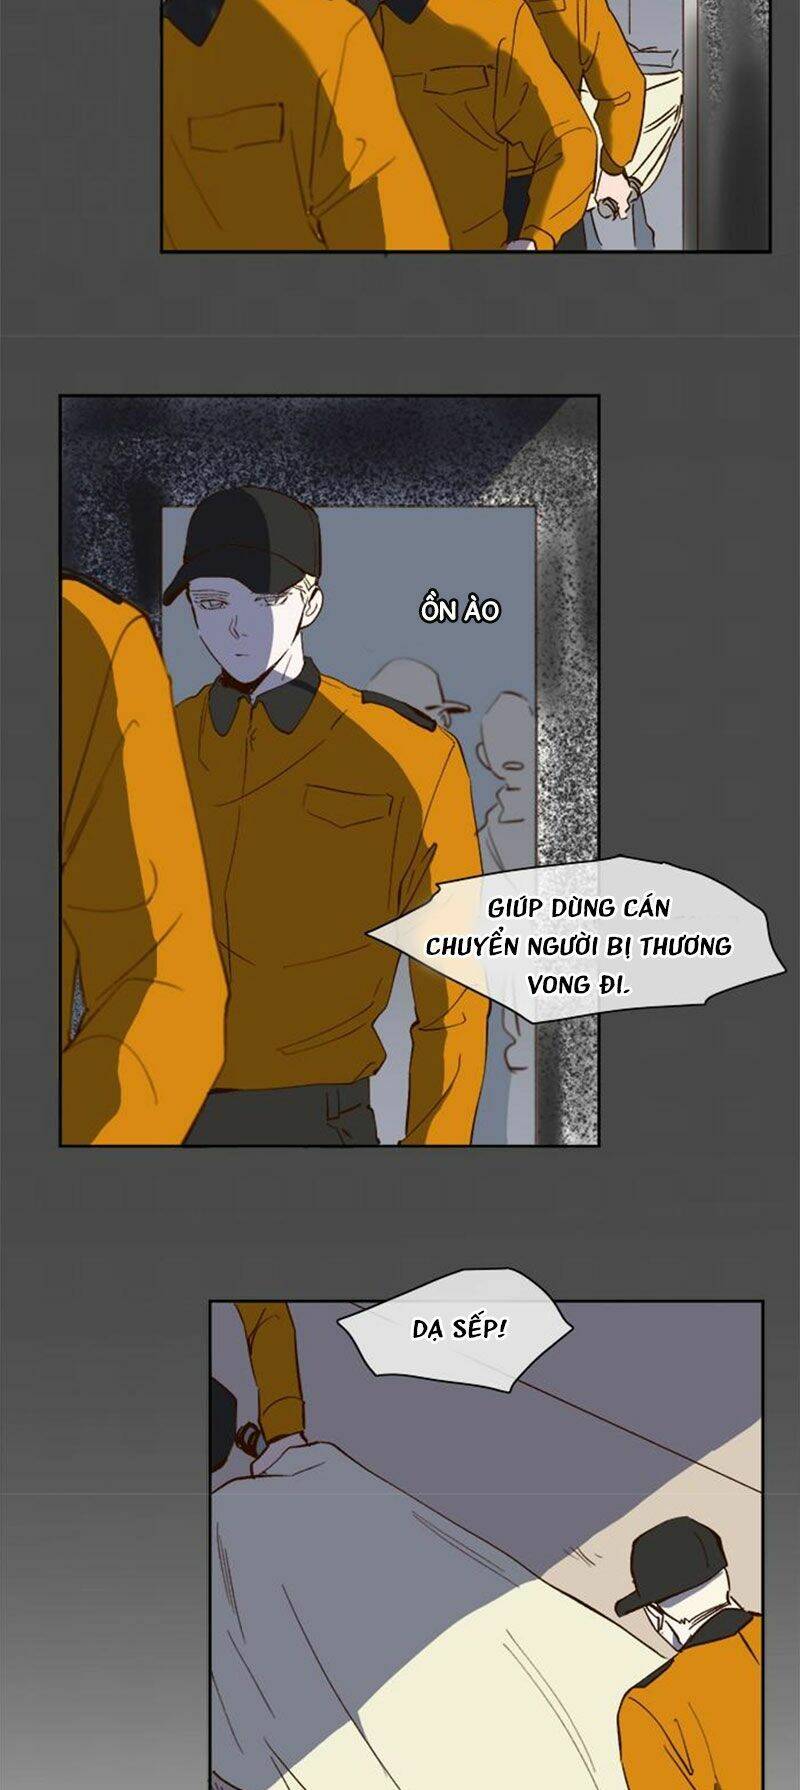 ỒN ÀO
GIÚP DÙNG CÁN
CHUYỂN NGƯỜI BỊ THƯƠNG
VONG ĐI.
DẠ SẾP!